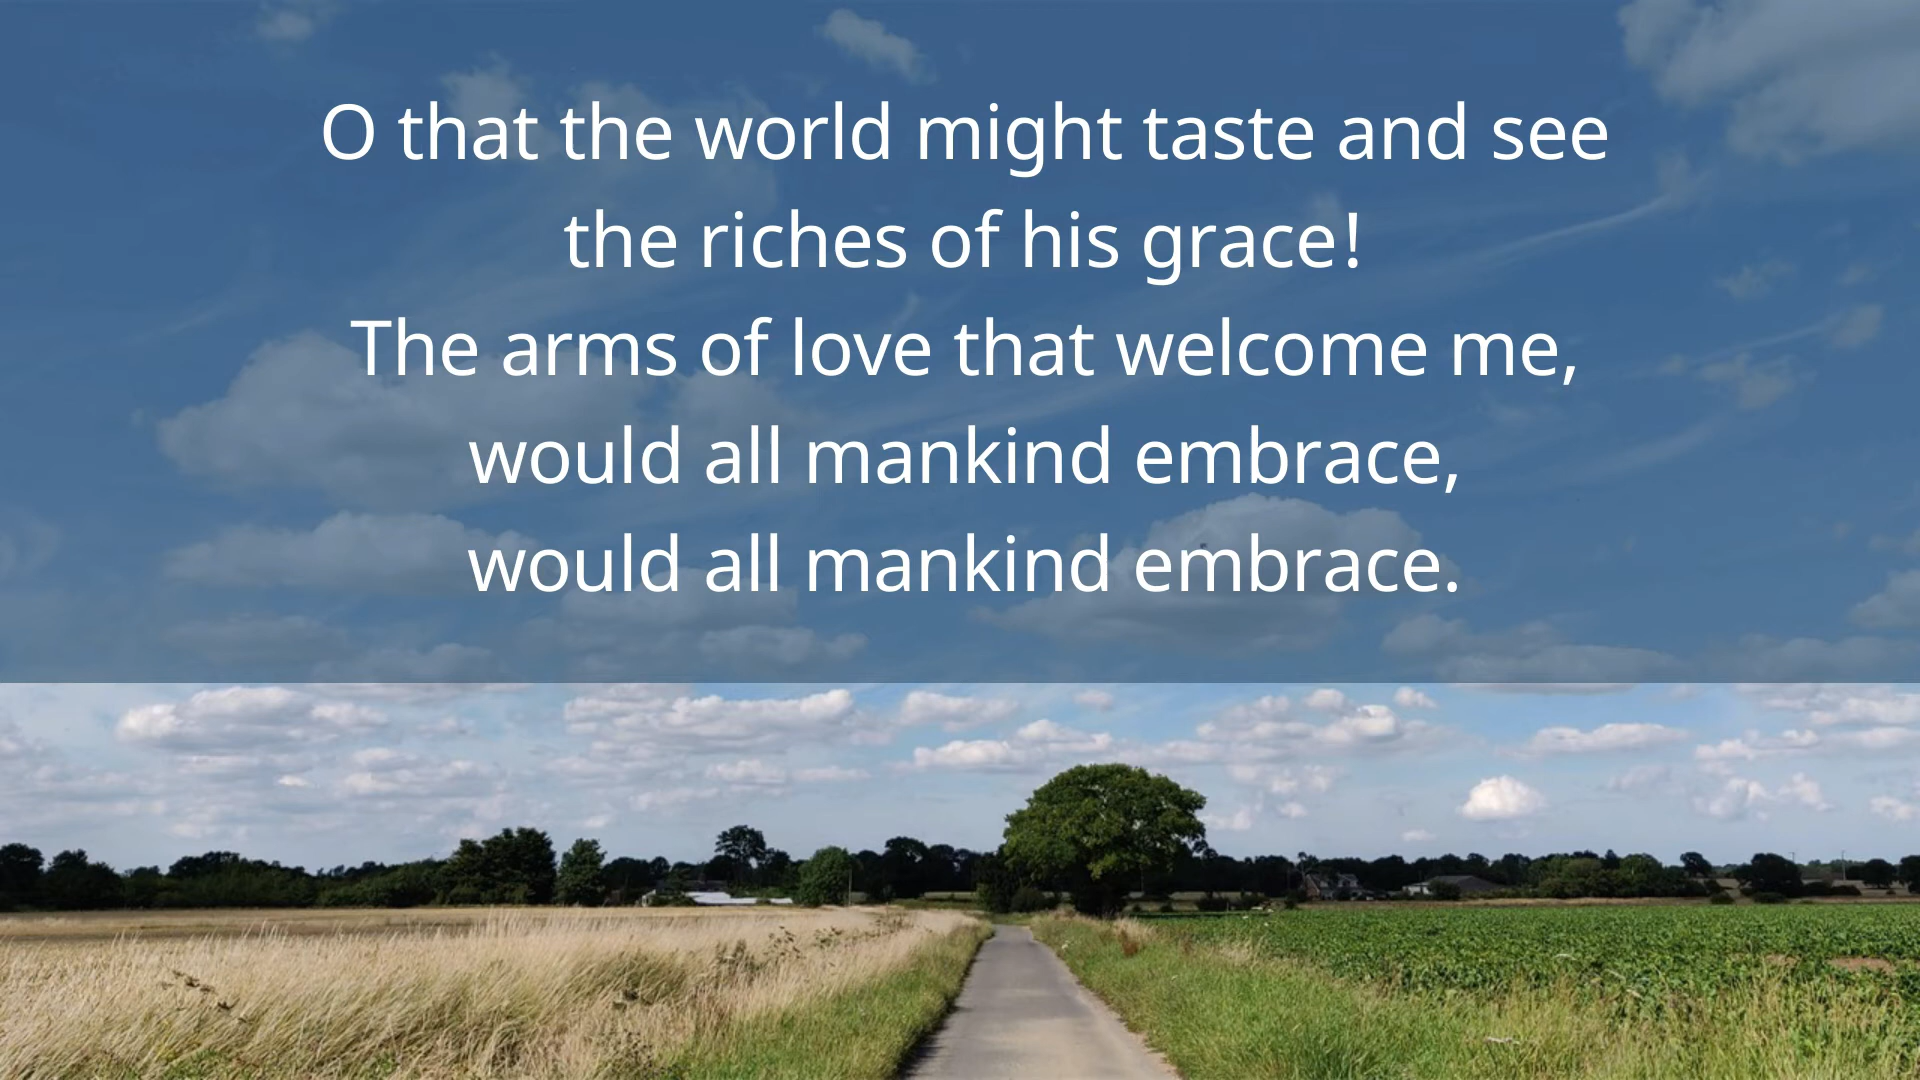 O that the world might taste and see
the riches of his grace!
The arms of love that welcome me,
would all mankind embrace,
would all mankind embrace.